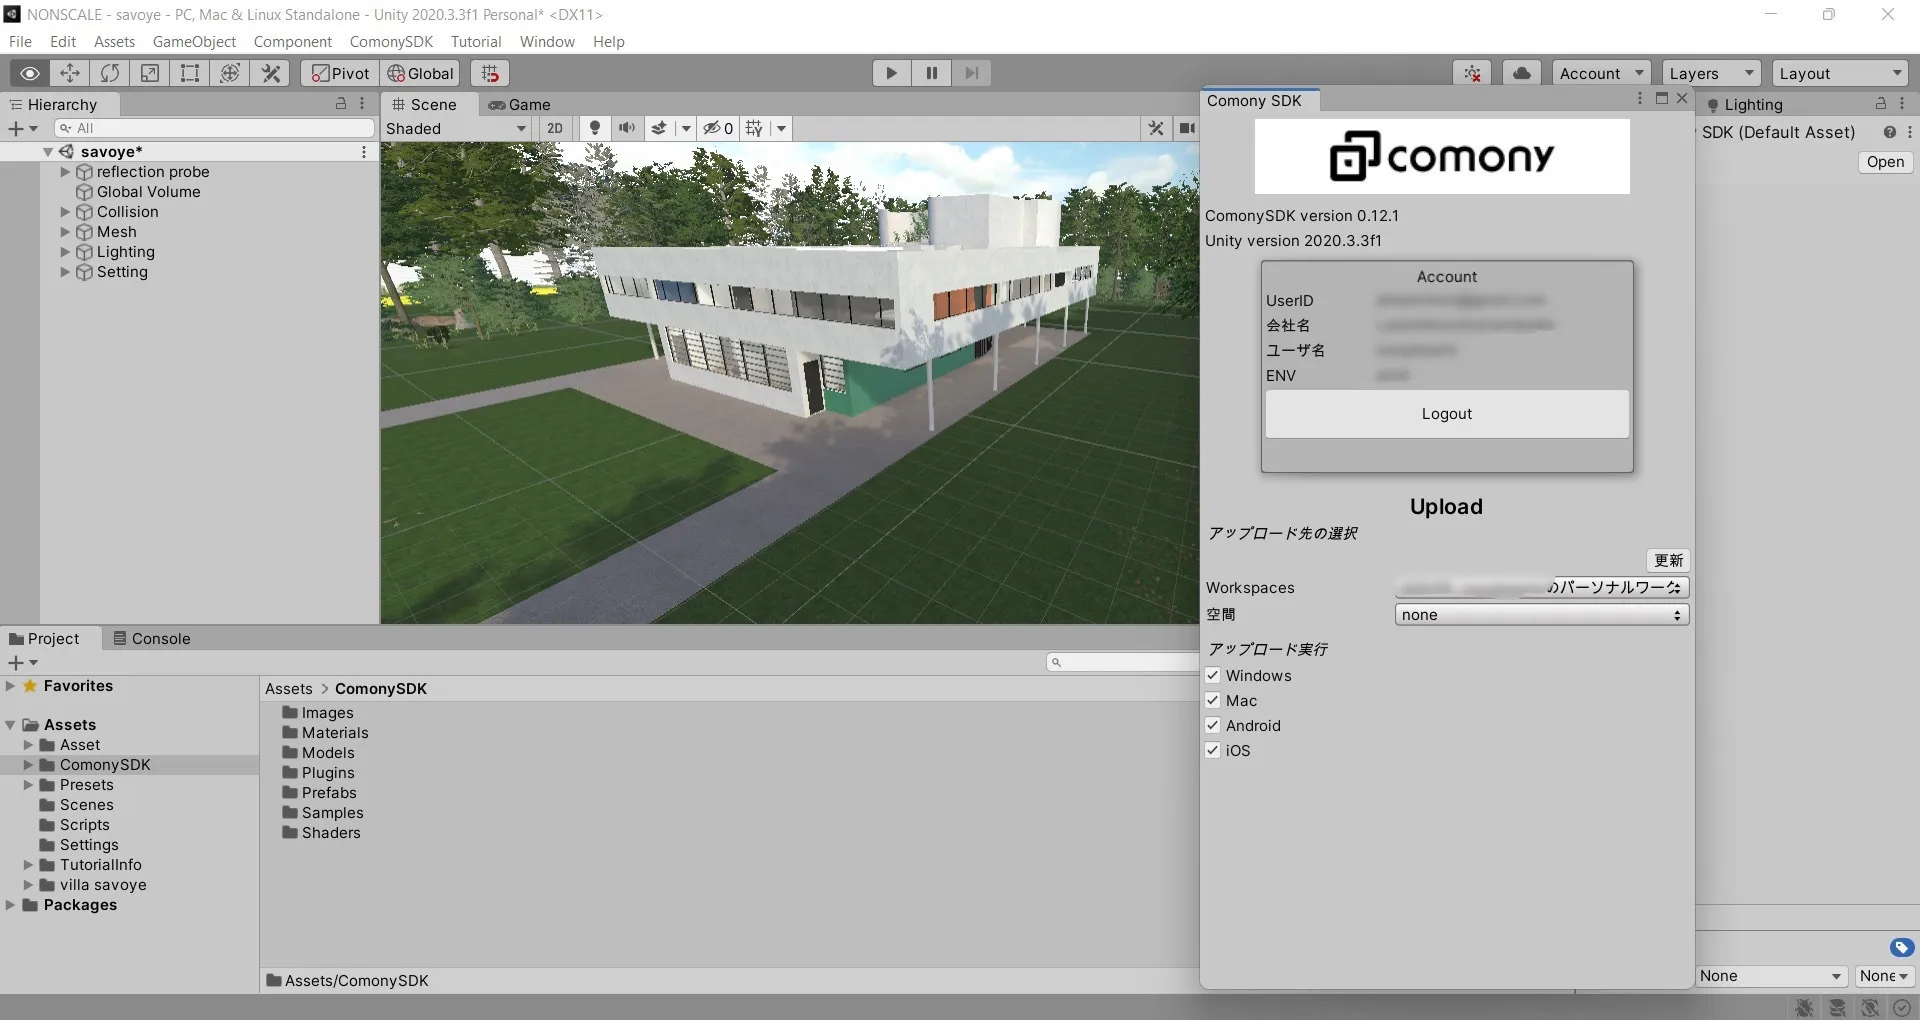 NONSCALE - savoye - PC, Mac & Linux Standalone - Unity 2020.3.3f1 Personal* <DX11>
File Edit Assets GameObject Component ComonySDK Tutorial Window Help
Pivot Global Account Layers Layout
Hierarchy
All
savoye*
reflection probe
Global Volume
Collision
Mesh
Lighting
Setting
Scene Game
Shaded 2D 0
Comony SDK
comony
ComonySDK version 0.12.1
Unity version 2020.3.3f1
Account
UserID
会社名
ユーザ名
ENV
Logout
Upload
アップロード先の選択
更新
Workspaces のパーソナルワーク
空間 none
アップロード実行
Windows
Mac
Android
iOS
Lighting
SDK (Default Asset)
Open
None None
Project Console
Favorites
Assets
Asset
ComonySDK
Presets
Scenes
Scripts
Settings
TutorialInfo
villa savoye
Packages
Assets > ComonySDK
Images
Materials
Models
Plugins
Prefabs
Samples
Shaders
Assets/ComonySDK